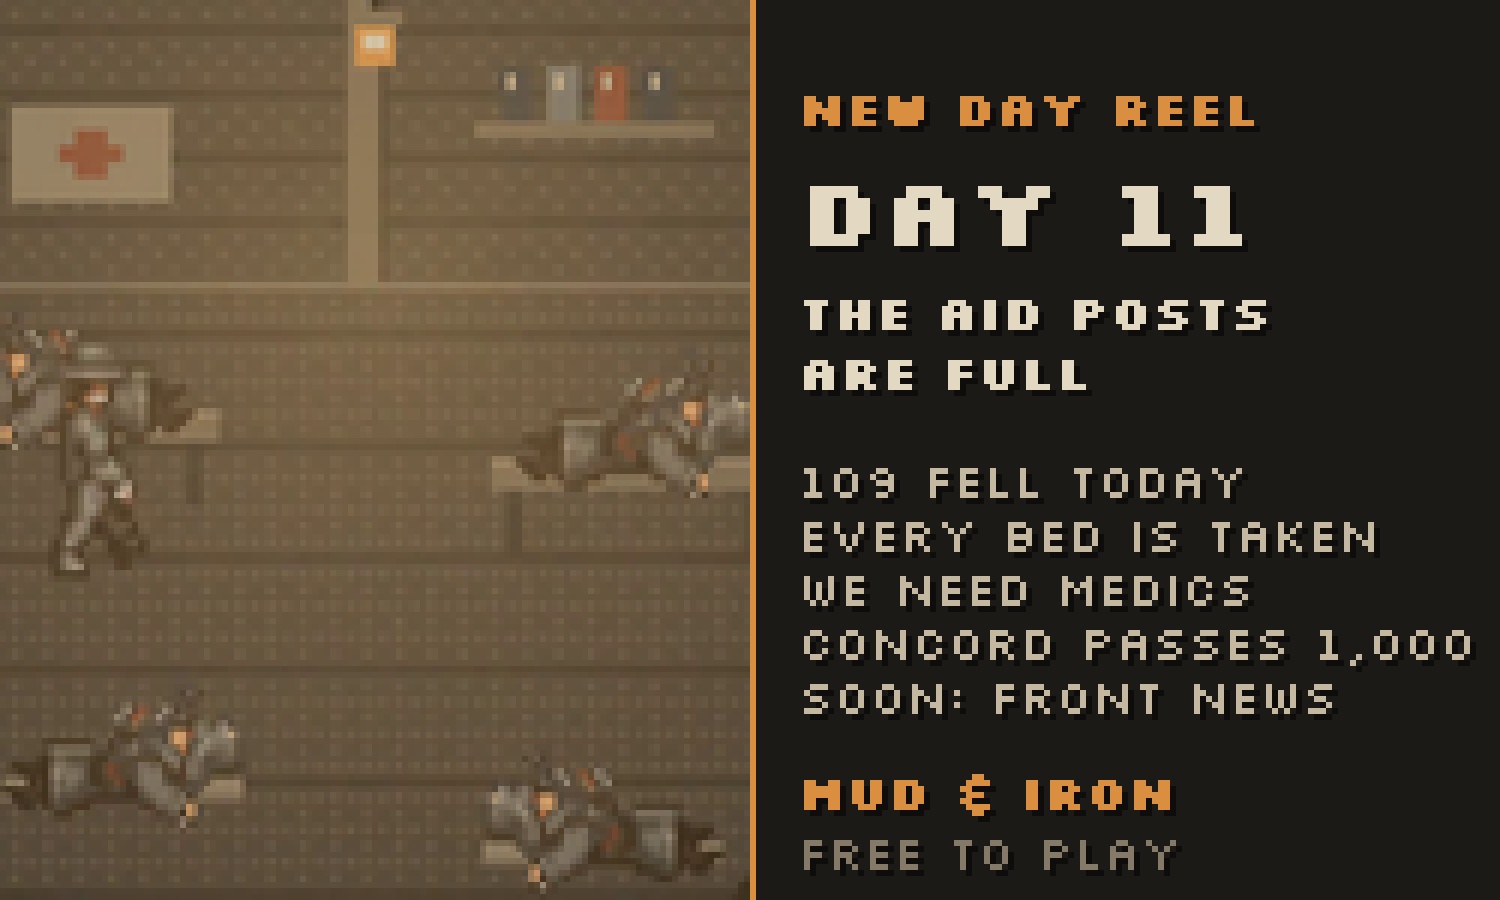 NEW DAY REEL
DAY 11
THE AID POSTS
ARE FULL
109 FELL TODAY
EVERY BED IS TAKEN
WE NEED MEDICS
CONCORD PASSES 1,000
SOON: FRONT NEWS
MUD & IRON
FREE TO PLAY